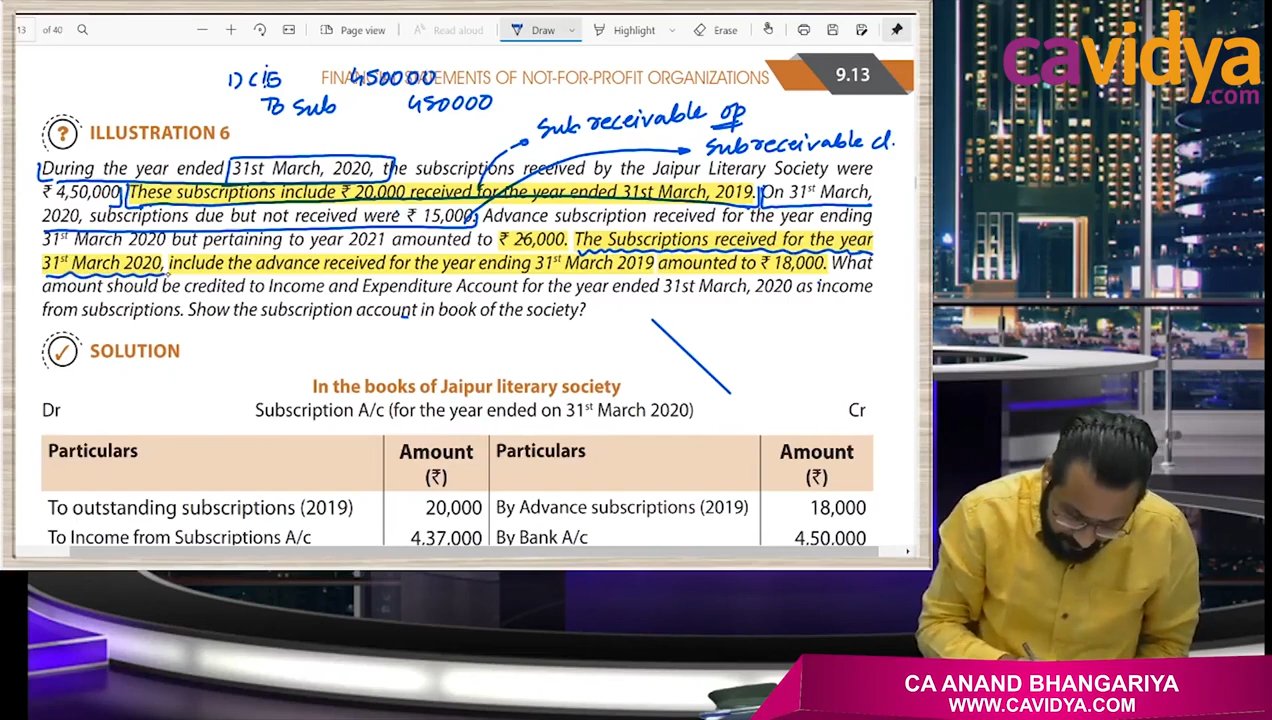 13 of 40 Page view Read aloud Draw Highlight Erase
cavidya
.com
1) C/B 450000
To Sub 450000
FINANCIAL STATEMENTS OF NOT-FOR-PROFIT ORGANIZATIONS 9.13
Sub receivable op
Sub receivable cl.
? ILLUSTRATION 6
During the year ended 31st March, 2020, the subscriptions received by the Jaipur Literary Society were
₹ 4,50,000. These subscriptions include ₹ 20,000 received for the year ended 31st March, 2019. On 31st March,
2020, subscriptions due but not received were ₹ 15,000. Advance subscription received for the year ending
31st March 2020 but pertaining to year 2021 amounted to ₹ 26,000. The Subscriptions received for the year
31st March 2020, include the advance received for the year ending 31st March 2019 amounted to ₹ 18,000. What
amount should be credited to Income and Expenditure Account for the year ended 31st March, 2020 as income
from subscriptions. Show the subscription account in book of the society?
SOLUTION
In the books of Jaipur literary society
Dr Subscription A/c (for the year ended on 31st March 2020) Cr
Particulars Amount (₹) Particulars Amount (₹)
To outstanding subscriptions (2019) 20,000 By Advance subscriptions (2019) 18,000
To Income from Subscriptions A/c 4,37,000 By Bank A/c 4,50,000
CA ANAND BHANGARIYA
WWW.CAVIDYA.COM